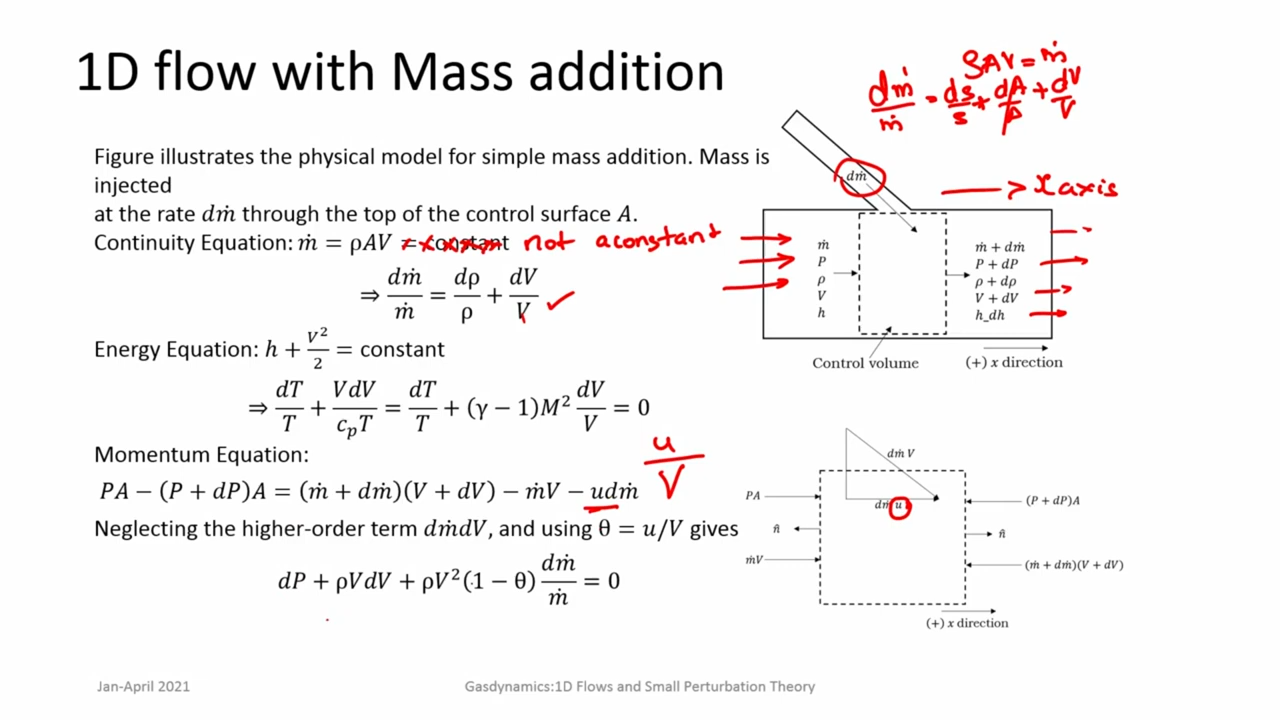 1D flow with Mass addition
ρAV = ṁ
dṁ/ṁ = dρ/ρ + dA/A + dV/V
Figure illustrates the physical model for simple mass addition. Mass is
injected
at the rate dṁ through the top of the control surface A.
Continuity Equation: ṁ = ρAV = constant not a constant
⇒ dṁ/ṁ = dρ/ρ + dV/V
Energy Equation: h + V²/2 = constant
⇒ dT/T + VdV/c_pT = dT/T + (γ − 1)M² dV/V = 0
Momentum Equation:
u/V
PA − (P + dP)A = (ṁ + dṁ)(V + dV) − ṁV − udṁ
Neglecting the higher-order term dṁdV, and using θ = u/V gives
dP + ρVdV + ρV²(1 − θ) dṁ/ṁ = 0
dṁ
x axis
ṁ
P
ρ
V
h
ṁ + dṁ
P + dP
ρ + dρ
V + dV
h_dh
Control volume
(+) x direction
dṁ V
dṁ u
PA
n̂
ṁV
(P + dP)A
n̂
(ṁ + dṁ)(V + dV)
(+) x direction
Jan-April 2021
Gasdynamics:1D Flows and Small Perturbation Theory